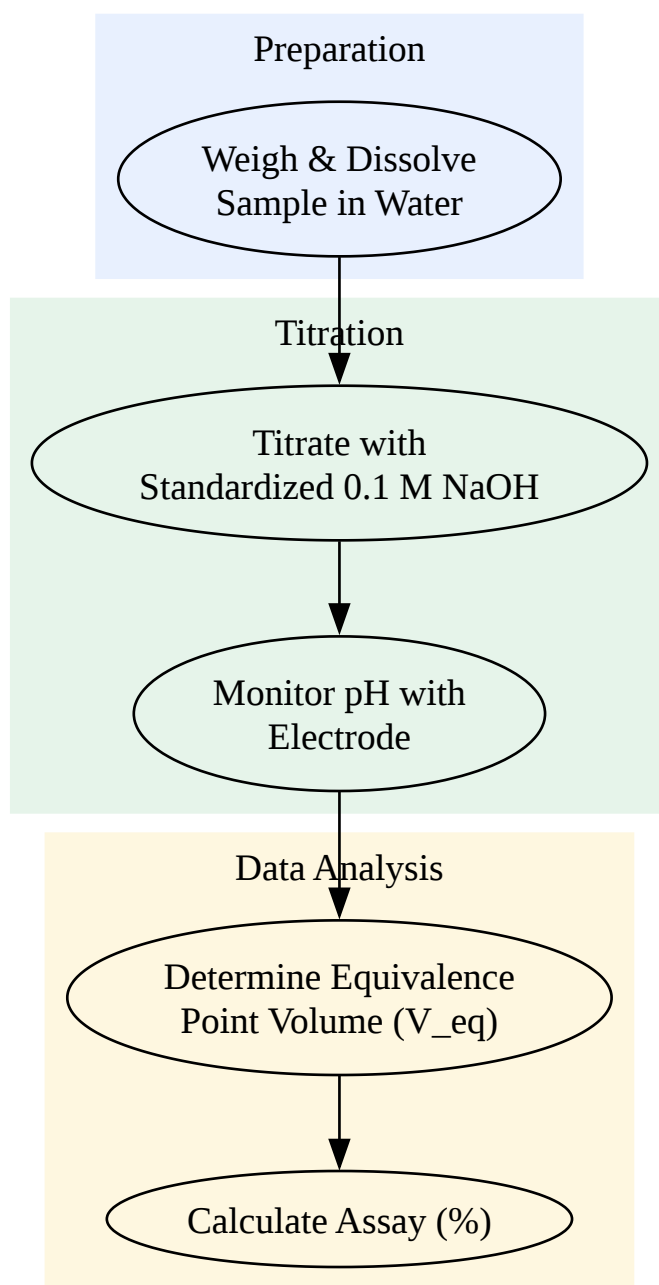 Preparation
Weigh & Dissolve
Sample in Water
Titration
Titrate with
Standardized 0.1 M NaOH
Monitor pH with
Electrode
Data Analysis
Determine Equivalence
Point Volume (V_eq)
Calculate Assay (%)